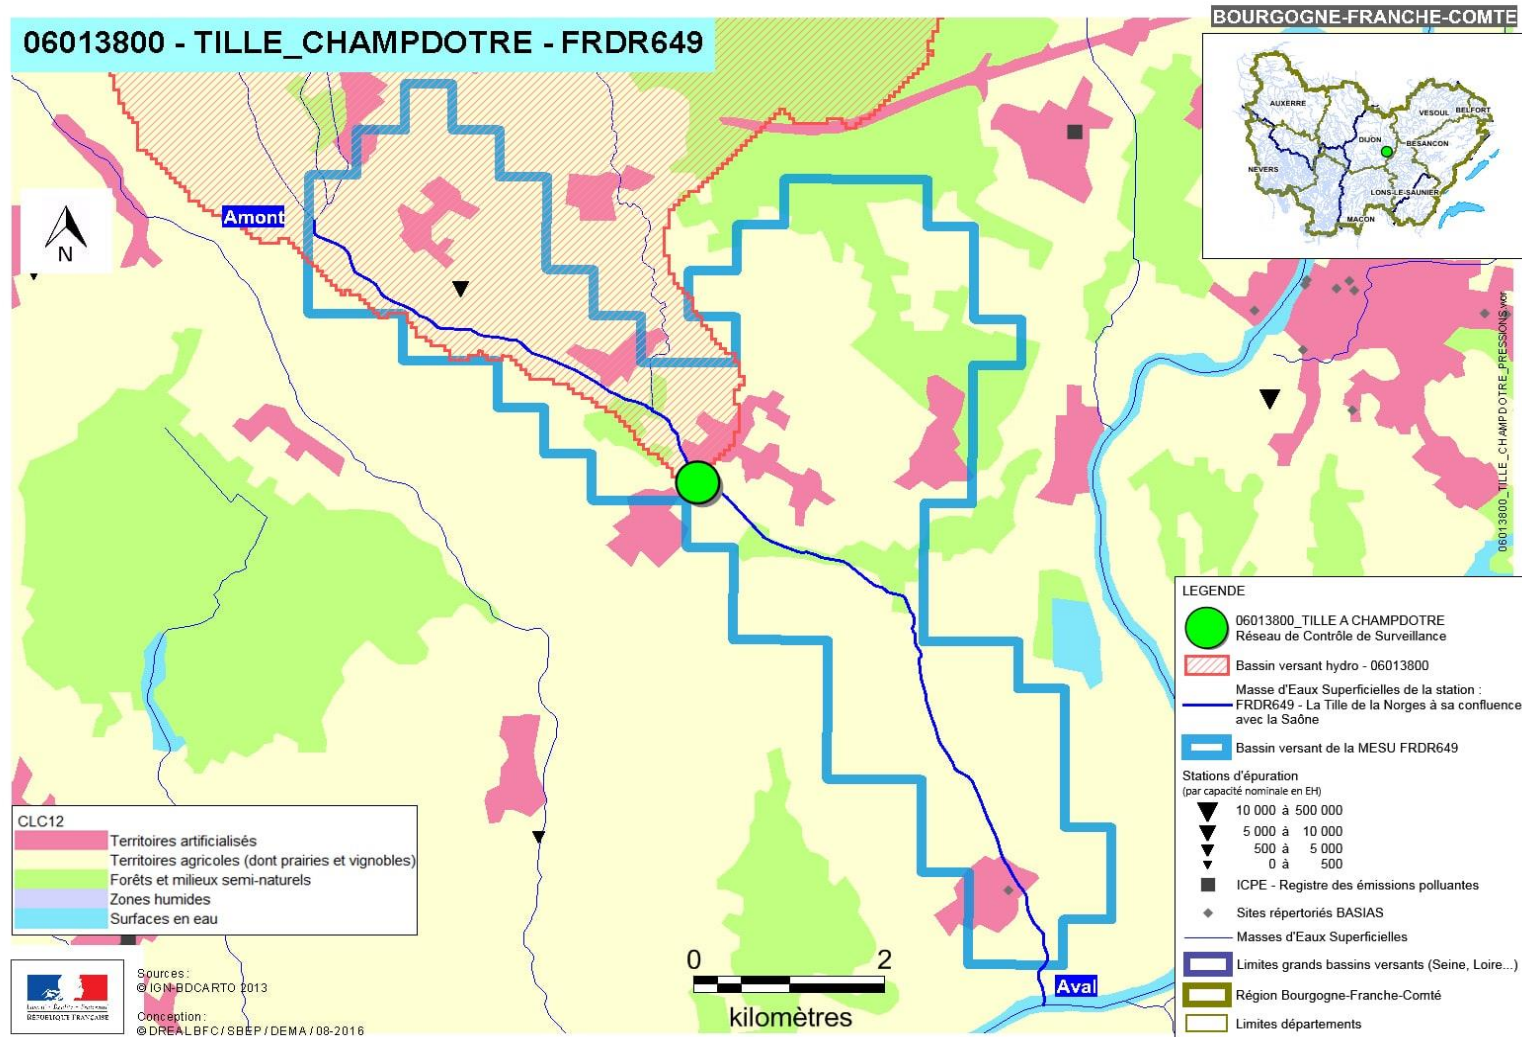 BOURGOGNE-FRANCHE-COMTE
06013800 - TILLE_CHAMPDOTRE - FRDR649
AUXERRE
VESOUL
BELFORT
DIJON
BESANCON
NEVERS
LONS-LE-SAUNIER
MACON
Amont
N
06013800_TILLE_CHAMPDOTRE_PRESSIONS.wor
LEGENDE
06013800_TILLE A CHAMPDOTRE
Réseau de Contrôle de Surveillance
Bassin versant hydro - 06013800
Masse d'Eaux Superficielles de la station :
FRDR649 - La Tille de la Norges à sa confluence
avec la Saône
Bassin versant de la MESU FRDR649
Stations d'épuration
(par capacité nominale en EH)
10 000 à 500 000
5 000 à 10 000
500 à 5 000
0 à 500
ICPE - Registre des émissions polluantes
Sites répertoriés BASIAS
Masses d'Eaux Superficielles
Limites grands bassins versants (Seine, Loire...)
Région Bourgogne-Franche-Comté
Limites départements
CLC12
Territoires artificialisés
Territoires agricoles (dont prairies et vignobles)
Forêts et milieux semi-naturels
Zones humides
Surfaces en eau
Liberté • Égalité • Fraternité
RÉPUBLIQUE FRANÇAISE
Sources :
© IGN-BDCARTO 2013
Conception :
© DREAL BFC / SBEP / DEMA / 08-2016
0 2
kilomètres
Aval